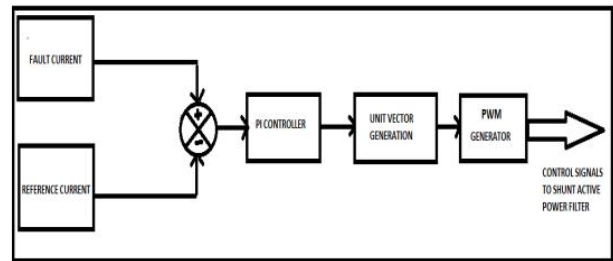 FAULT CURRENT
REFERENCE CURRENT
+
-
PI CONTROLLER
UNIT VECTOR
GENERATION
PWM
GENERATOR
CONTROL SIGNALS
TO SHUNT ACTIVE
POWER FILTER